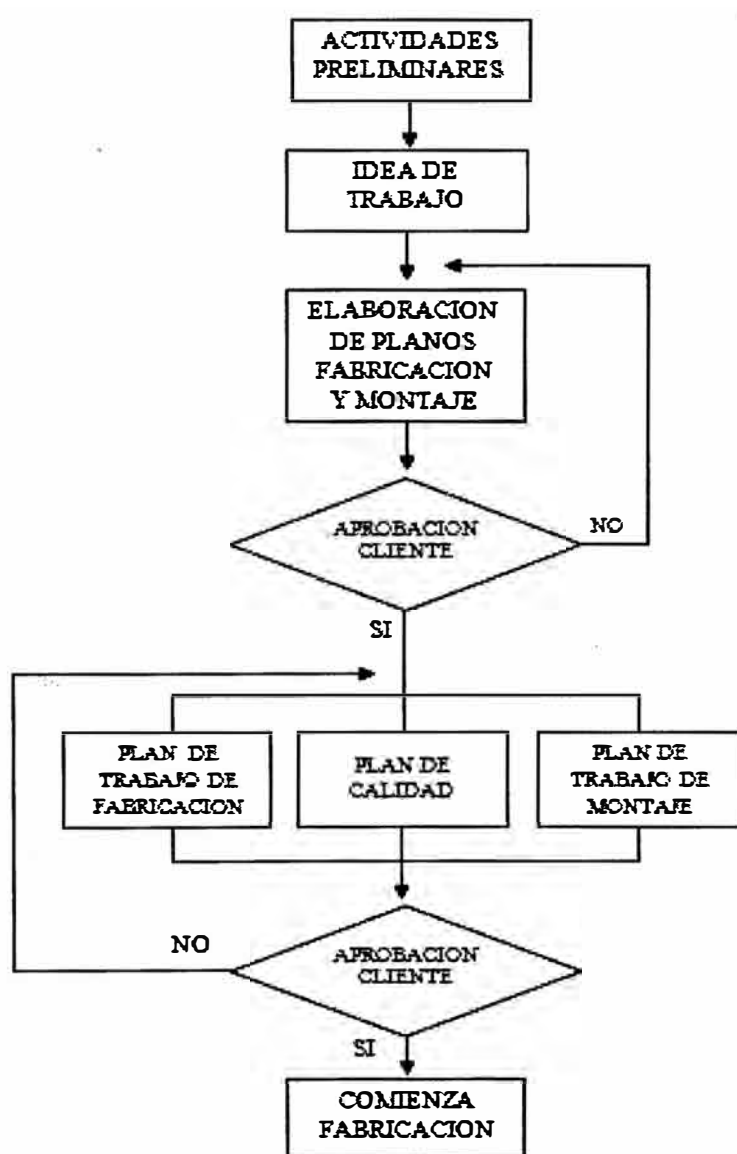 ACTIVIDADES
PRELIMINARES
IDEA DE
TRABAJO
ELABORACION
DE PLANOS
FABRICACION
Y MONTAJE
APROBACION
CLIENTE
NO
SI
PLAN DE
TRABAJO DE
FABRICACION
PLAN DE
CALIDAD
PLAN DE
TRABAJO DE
MONTAJE
NO
APROBACION
CLIENTE
SI
COMIENZA
FABRICACION